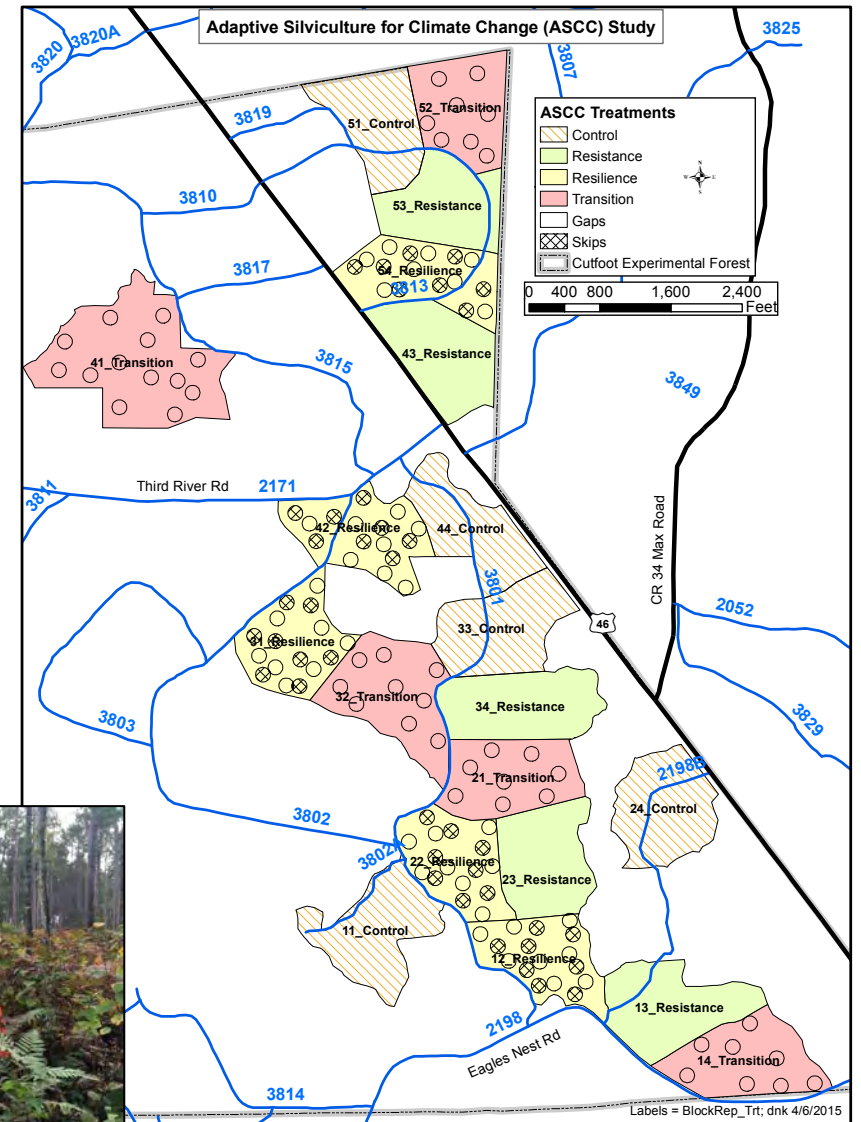 Adaptive Silviculture for Climate Change (ASCC) Study
3820
3820A
3807
3825
3819
51_Control
52_Transition
ASCC Treatments
Control
Resistance
Resilience
Transition
Gaps
Skips
Cutfoot Experimental Forest
N
W
E
S
3810
53_Resistance
3817
54_Resilience
3813
0 400 800 1,600 2,400
Feet
41_Transition
3815
43_Resistance
3849
Third River Rd
2171
3811
42_Resilience
44_Control
3801
CR 34 Max Road
33_Control
46
2052
31_Resilience
32_Transition
34_Resistance
3803
3829
21_Transition
2198B
24_Control
3802
3802A
22_Resilience
23_Resistance
11_Control
12_Resilience
13_Resistance
2198
Eagles Nest Rd
14_Transition
3814
Labels = BlockRep_Trt; dnk 4/6/2015